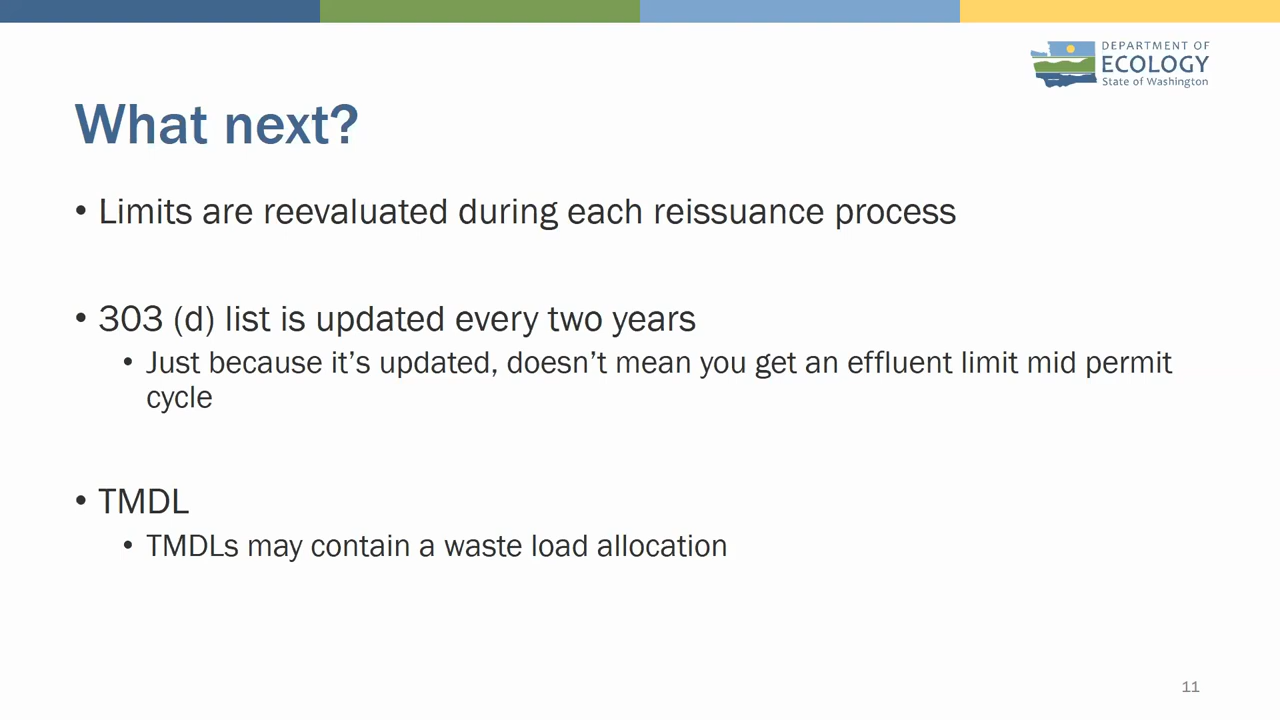 DEPARTMENT OF
ECOLOGY
State of Washington
What next?
• Limits are reevaluated during each reissuance process
• 303 (d) list is updated every two years
• Just because it’s updated, doesn’t mean you get an effluent limit mid permit
cycle
• TMDL
• TMDLs may contain a waste load allocation
11